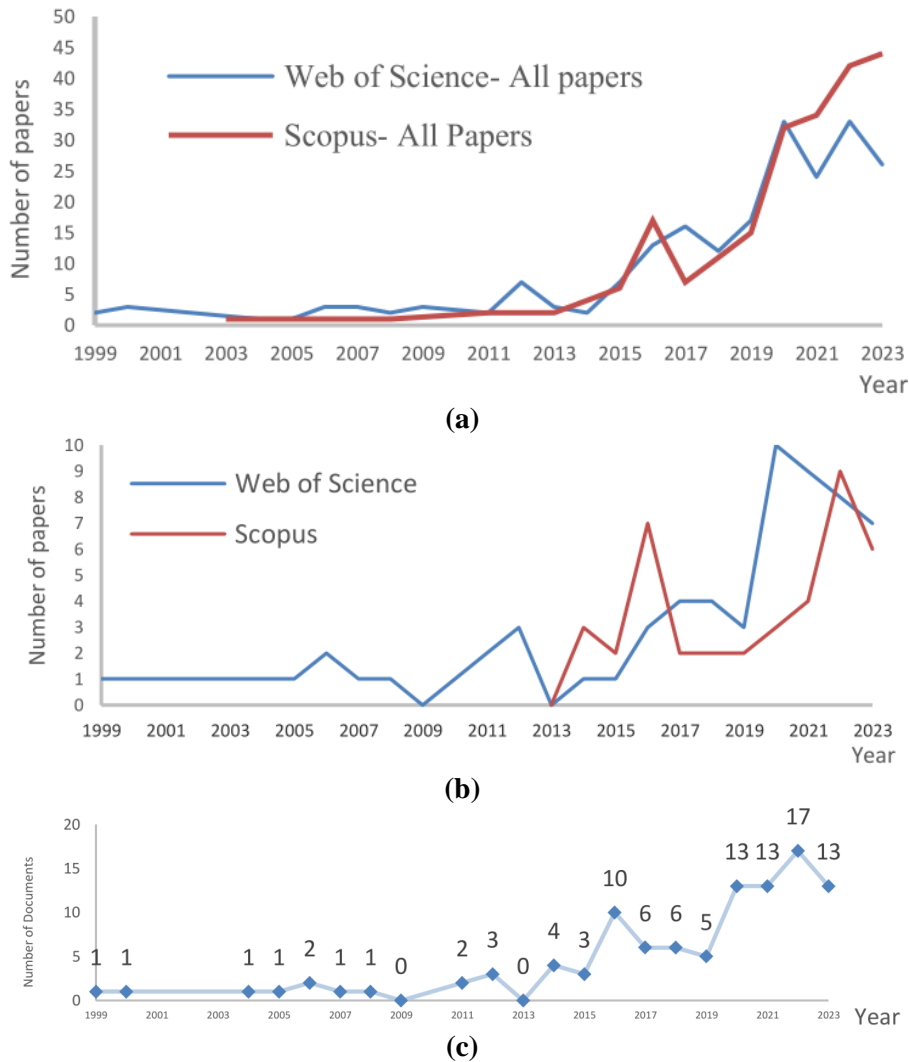 50
45
40
35
30
25
20
15
10
5
0
Number of papers
Web of Science- All papers
Scopus- All Papers
1999 2001 2003 2005 2007 2009 2011 2013 2015 2017 2019 2021 2023
Year
(a)
10
9
8
7
6
5
4
3
2
1
0
Number of papers
Web of Science
Scopus
1999 2001 2003 2005 2007 2009 2011 2013 2015 2017 2019 2021 2023
Year
(b)
20
15
10
5
0
Number of Documents
1 1 1 1 2 1 1 0 2 3 0 4 3 10 6 6 5 13 13 17 13
1999 2001 2003 2005 2007 2009 2011 2013 2015 2017 2019 2021 2023
Year
(c)